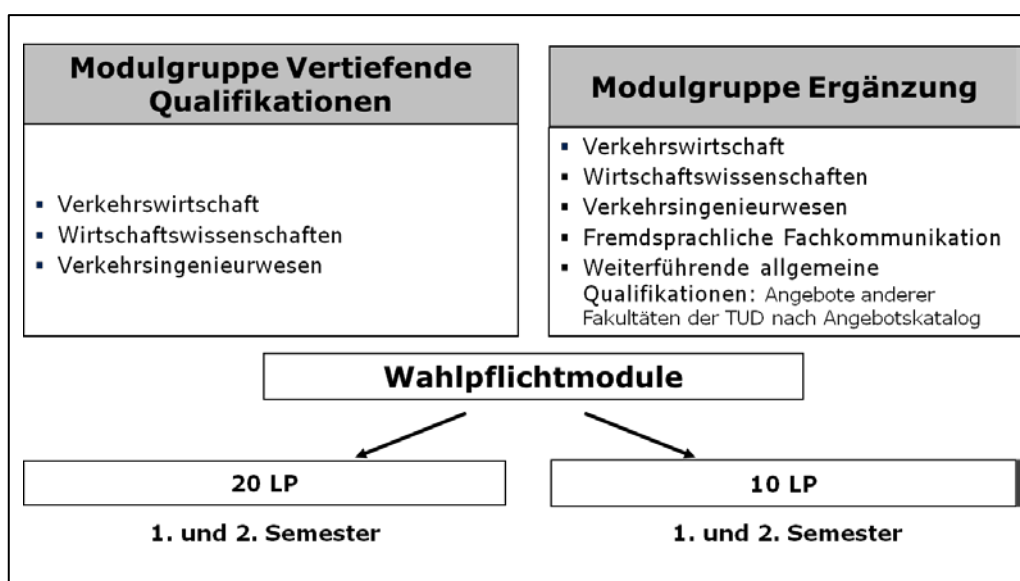 Modulgruppe Vertiefende
Qualifikationen
▪ Verkehrswirtschaft
▪ Wirtschaftswissenschaften
▪ Verkehrsingenieurwesen
Modulgruppe Ergänzung
▪ Verkehrswirtschaft
▪ Wirtschaftswissenschaften
▪ Verkehrsingenieurwesen
▪ Fremdsprachliche Fachkommunikation
▪ Weiterführende allgemeine
Qualifikationen: Angebote anderer
Fakultäten der TUD nach Angebotskatalog
Wahlpflichtmodule
20 LP
1. und 2. Semester
10 LP
1. und 2. Semester